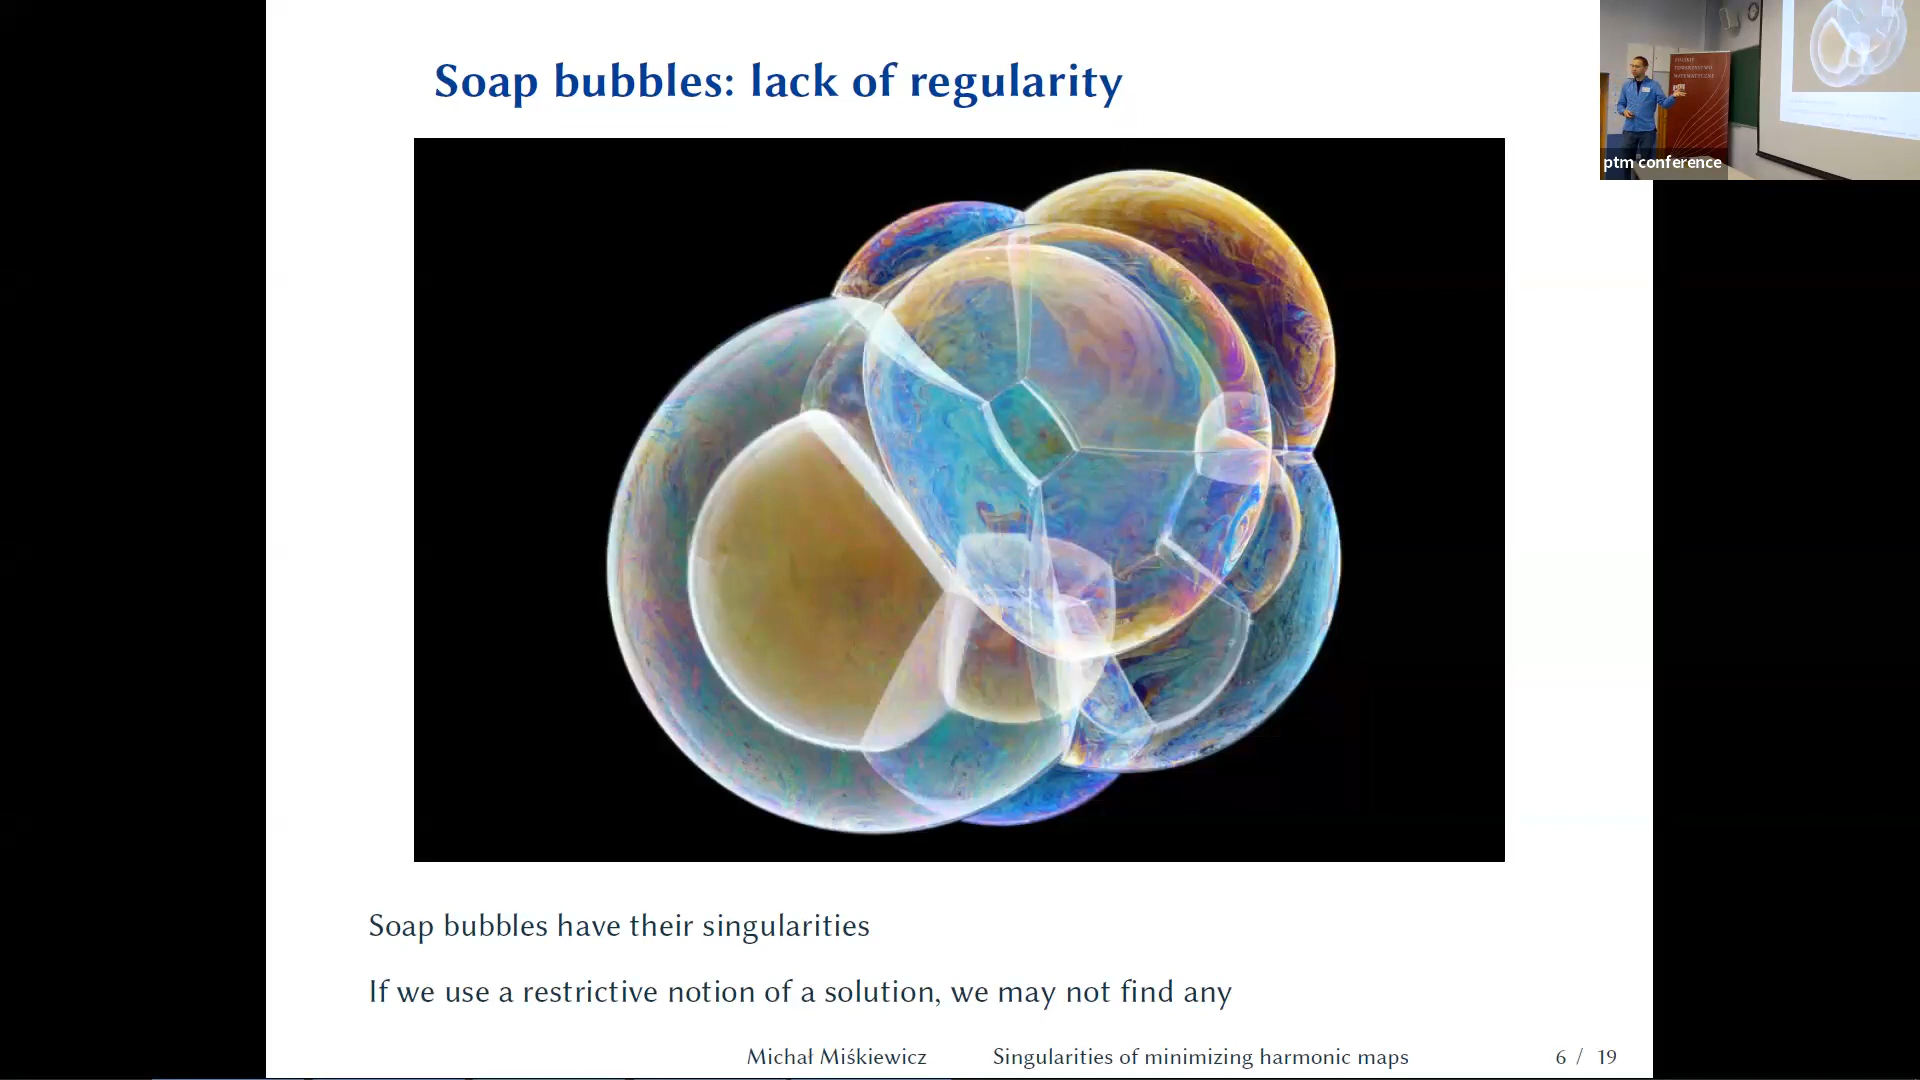 Soap bubbles: lack of regularity
ptm conference
Soap bubbles have their singularities
If we use a restrictive notion of a solution, we may not find any
Michał Miśkiewicz Singularities of minimizing harmonic maps 6 / 19